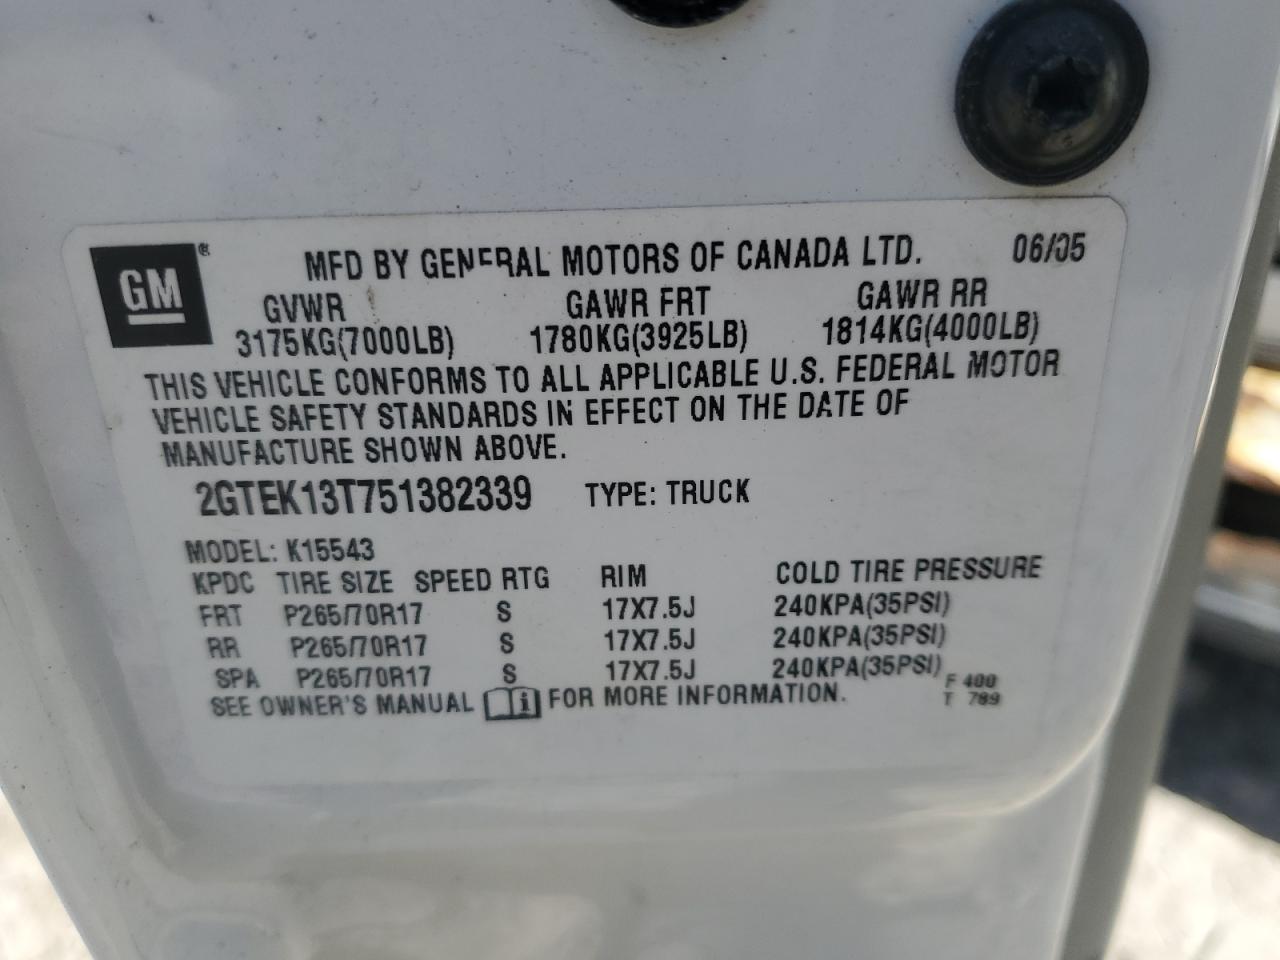 GM ® MFD BY GENERAL MOTORS OF CANADA LTD. 06/05
GVWR GAWR FRT GAWR RR
3175KG(7000LB) 1780KG(3925LB) 1814KG(4000LB)
THIS VEHICLE CONFORMS TO ALL APPLICABLE U.S. FEDERAL MOTOR
VEHICLE SAFETY STANDARDS IN EFFECT ON THE DATE OF
MANUFACTURE SHOWN ABOVE.
2GTEK13T751382339 TYPE: TRUCK
MODEL: K15543
KPDC TIRE SIZE SPEED RTG RIM COLD TIRE PRESSURE
FRT P265/70R17 S 17X7.5J 240KPA(35PSI)
RR P265/70R17 S 17X7.5J 240KPA(35PSI)
SPA P265/70R17 S 17X7.5J 240KPA(35PSI)
SEE OWNER'S MANUAL i FOR MORE INFORMATION. F 400
T 789